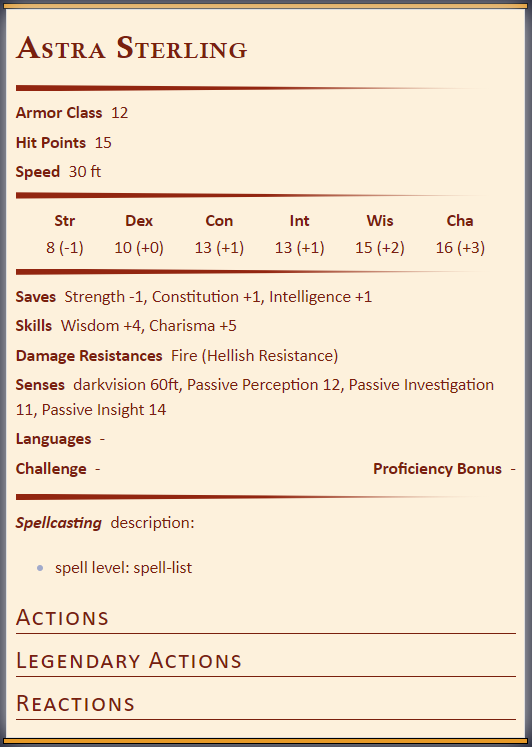 Astra Sterling
Armor Class 12
Hit Points 15
Speed 30 ft
Str Dex Con Int Wis Cha
8 (-1) 10 (+0) 13 (+1) 13 (+1) 15 (+2) 16 (+3)
Saves Strength -1, Constitution +1, Intelligence +1
Skills Wisdom +4, Charisma +5
Damage Resistances Fire (Hellish Resistance)
Senses darkvision 60ft, Passive Perception 12, Passive Investigation
11, Passive Insight 14
Languages -
Challenge - Proficiency Bonus -
Spellcasting description:
• spell level: spell-list
Actions
Legendary Actions
Reactions